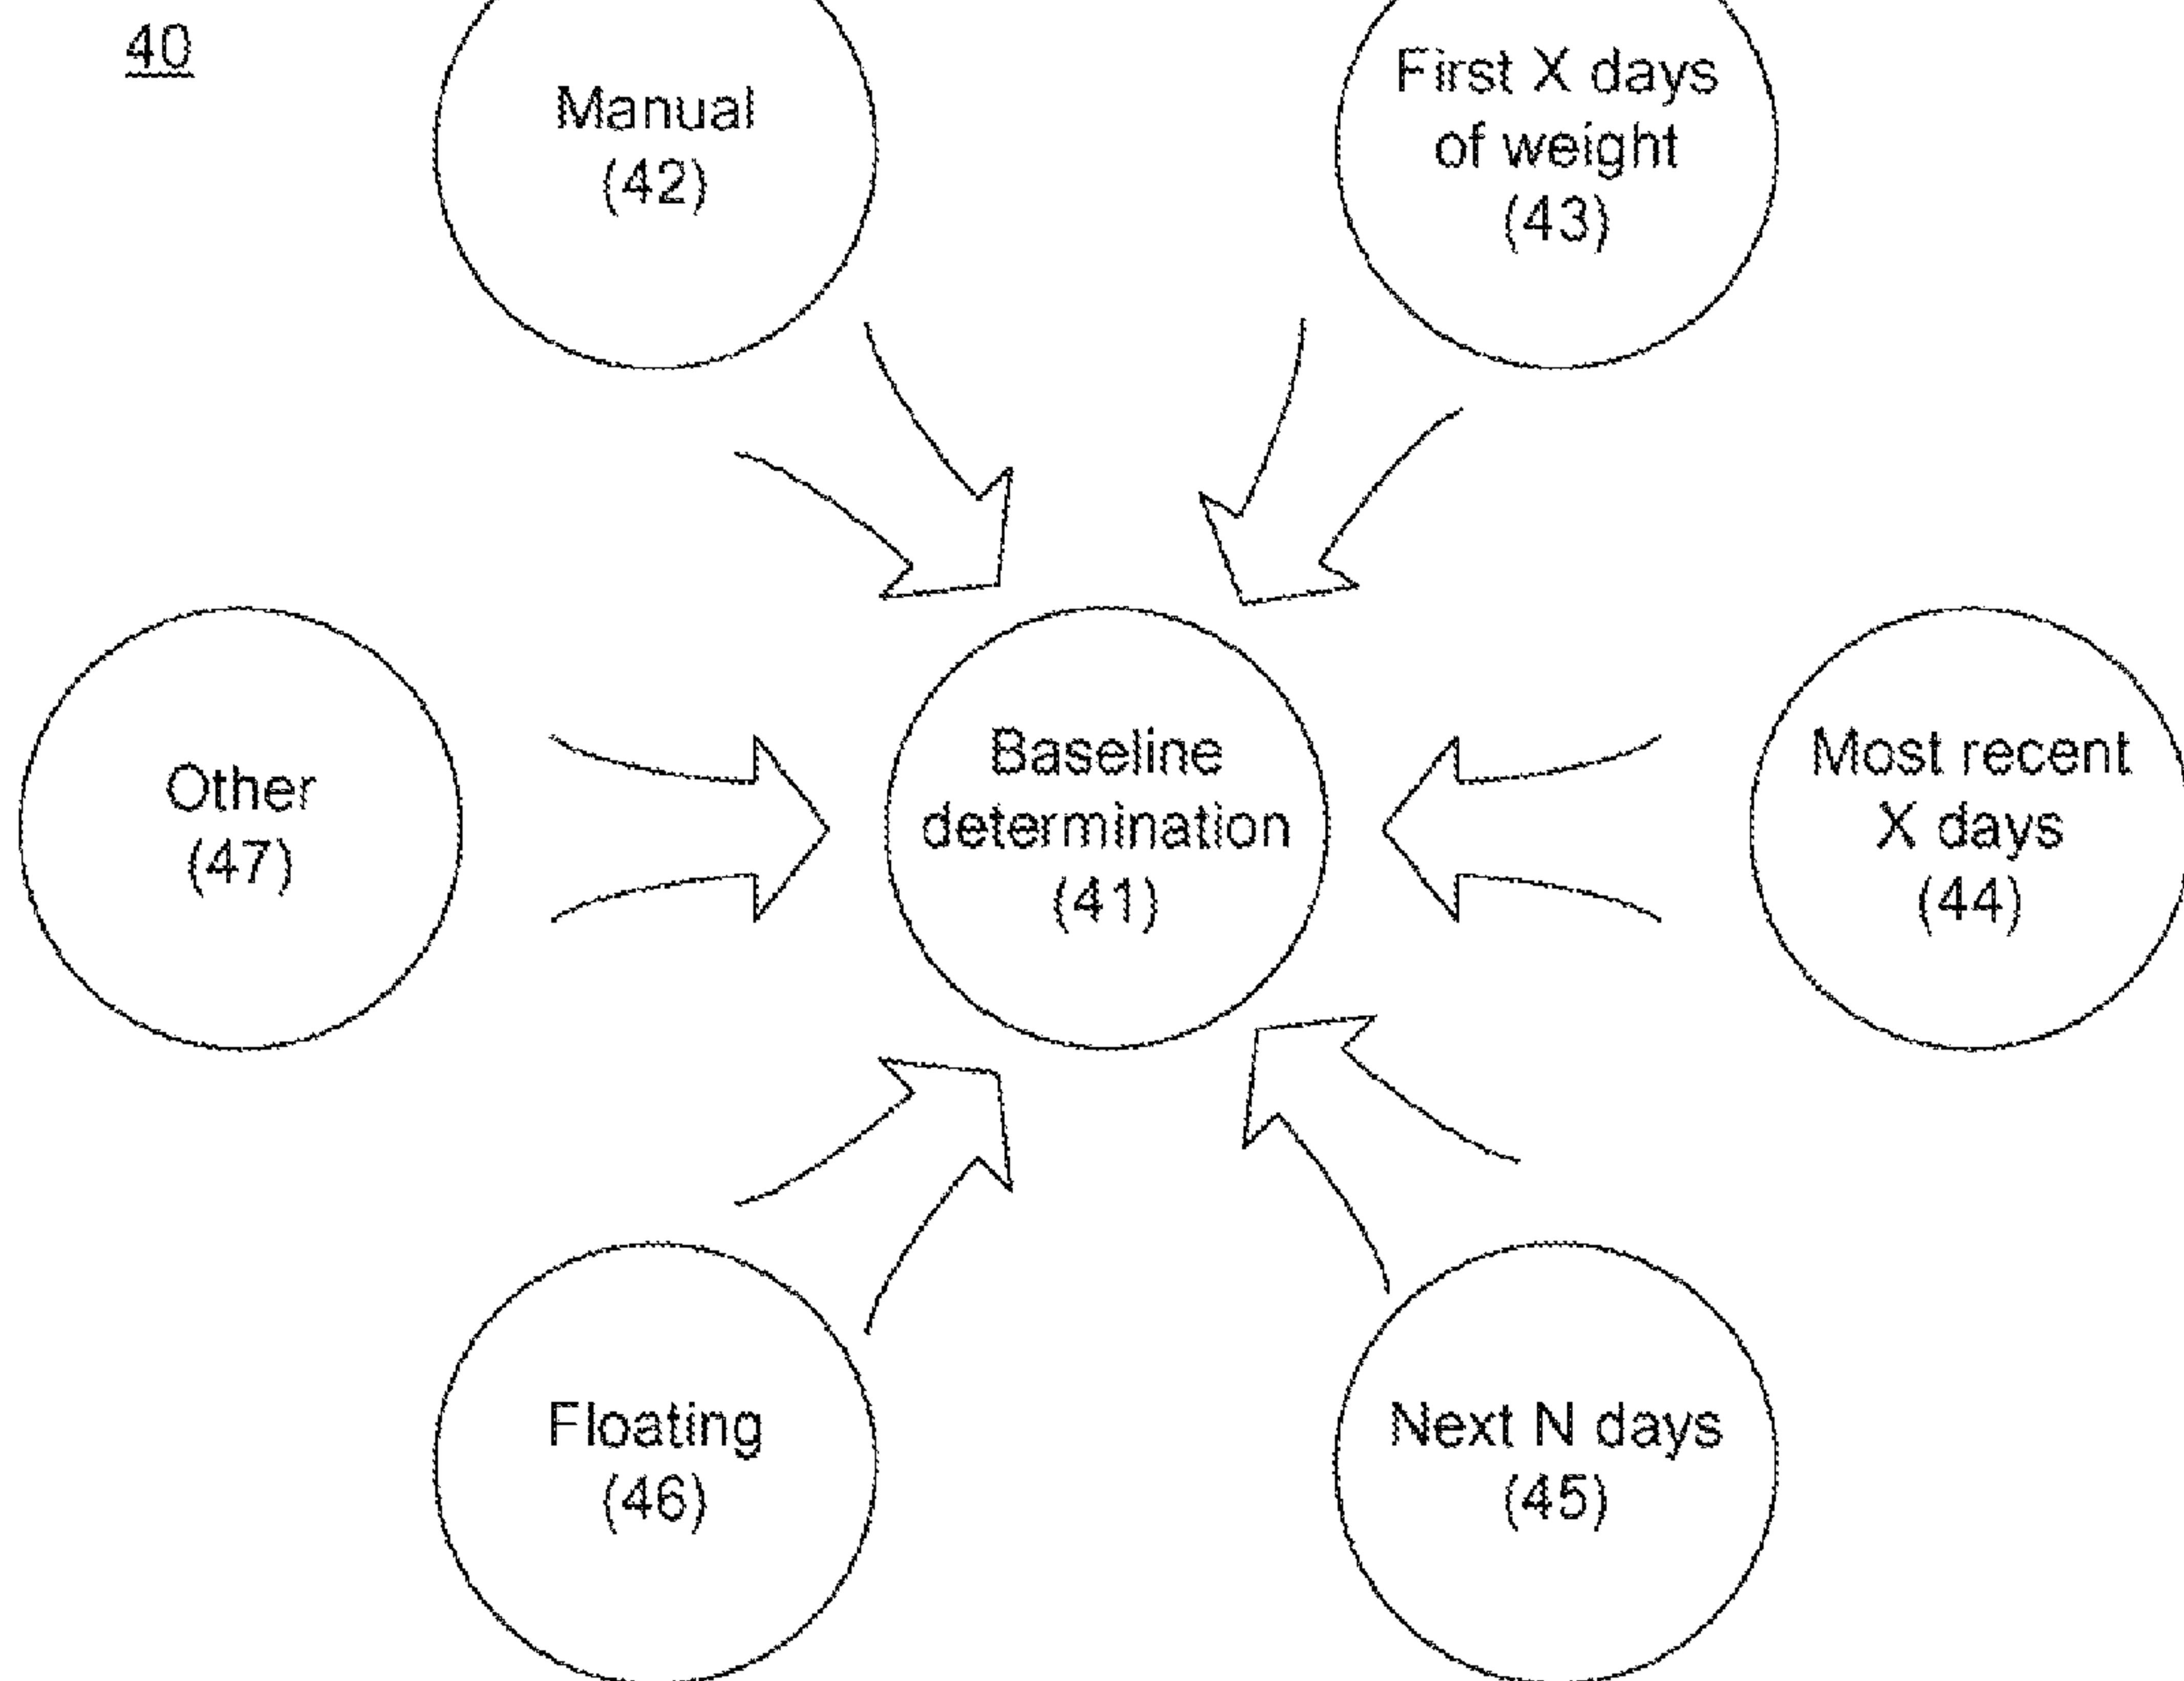 40
Manual
(42)
First X days
of weight
(43)
Other
(47)
Baseline
determination
(41)
Most recent
X days
(44)
Floating
(46)
Next N days
(45)